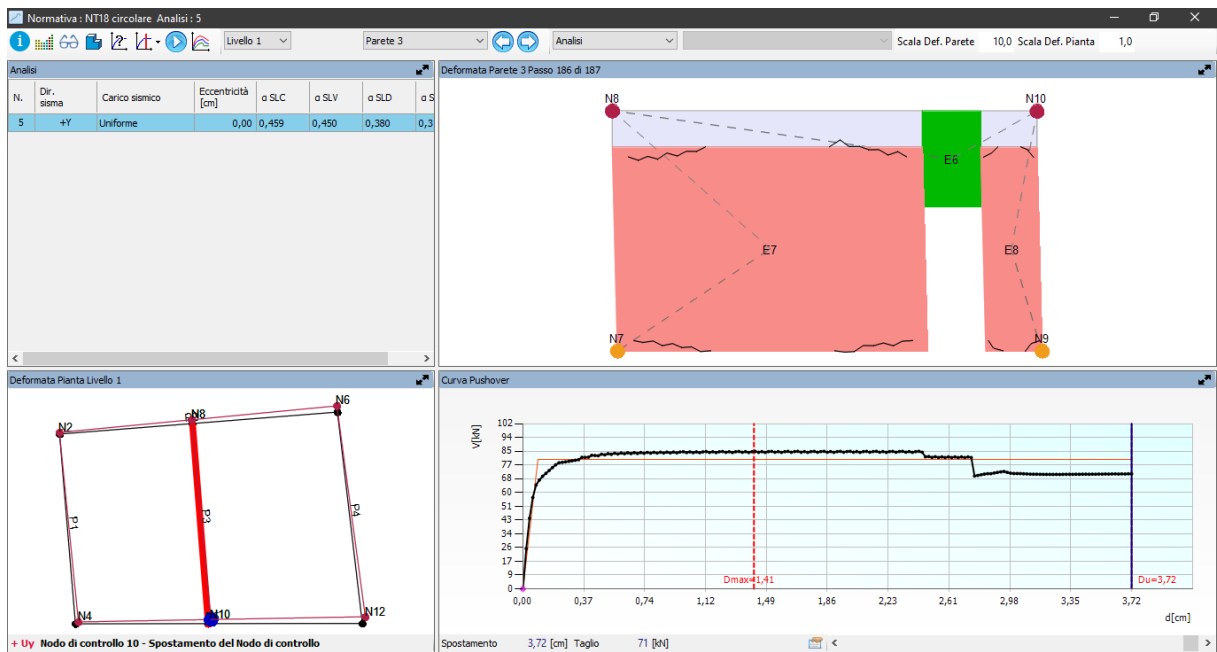 Normativa : NT18 circolare Analisi : 5
Livello 1 Parete 3 Analisi Scala Def. Parete 10,0 Scala Def. Pianta 1,0
Analisi
N. Dir. sisma Carico sismico Eccentricità [cm] α SLC α SLV α SLD α S
5 +Y Uniforme 0,00 0,459 0,450 0,380 0,3
Deformata Parete 3 Passo 186 di 187
N8 N10
E6
E7 E8
N7 N9
Deformata Pianta Livello 1
N6
N8
N2
P1 P3 P4
N4 N10 N12
+ Uy Nodo di controllo 10 - Spostamento del Nodo di controllo
Curva Pushover
V[kN]
102
94
85
77
68
60
51
43
34
26
17
9
0
Dmax=1,41 Du=3,72
0,00 0,37 0,74 1,12 1,49 1,86 2,23 2,61 2,98 3,35 3,72
d[cm]
Spostamento 3,72 [cm] Taglio 71 [kN]